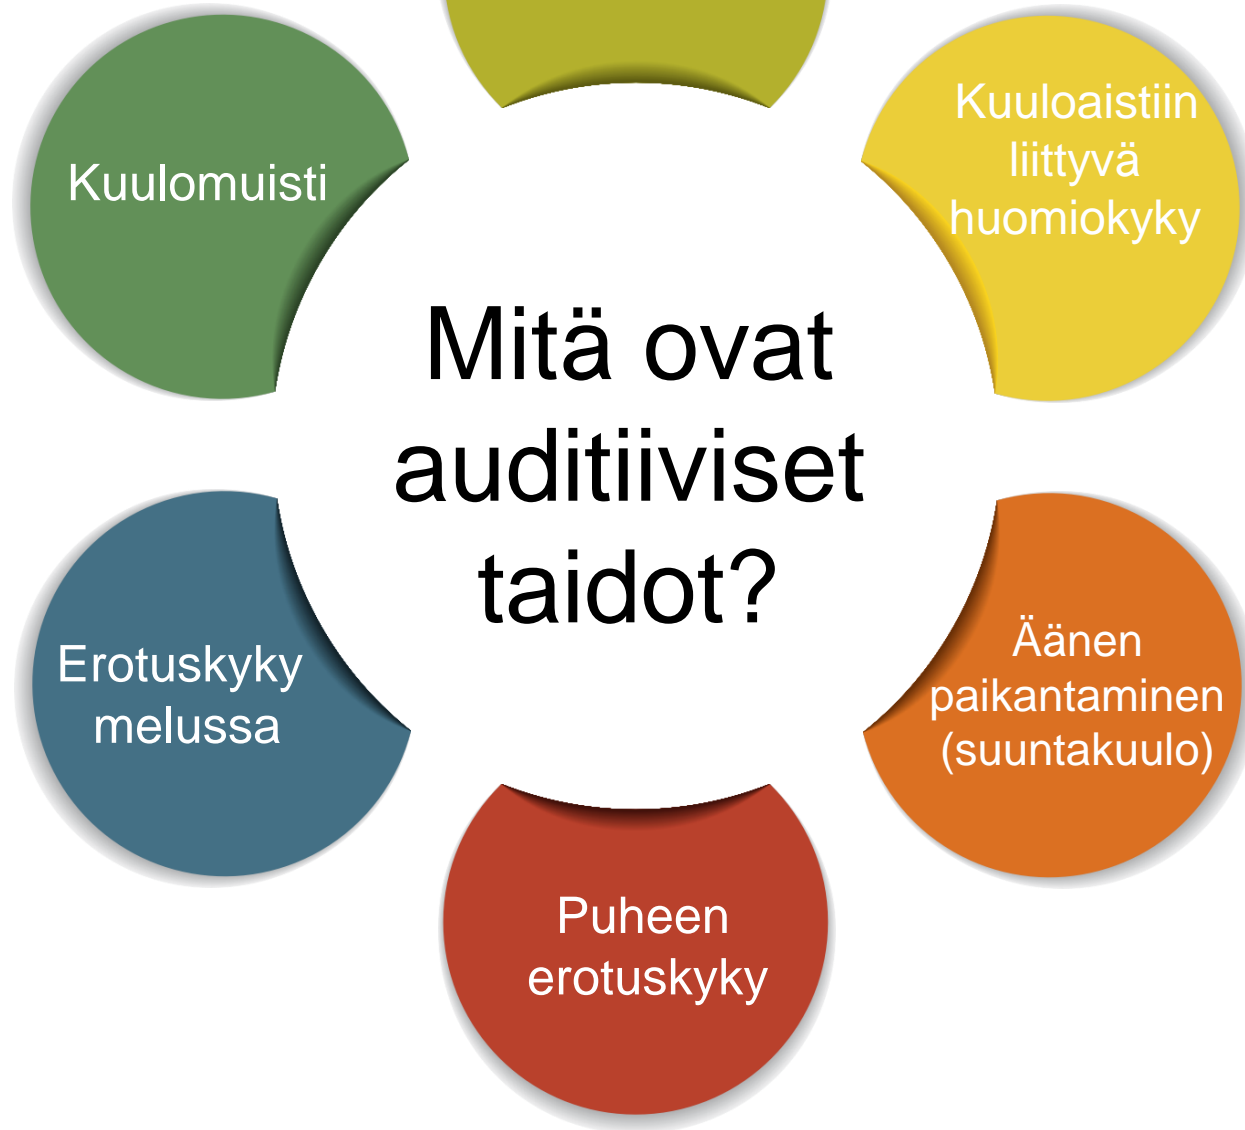 Kuulomuisti
Kuuloaistiin
liittyvä
huomiokyky
Mitä ovat
auditiiviset
taidot?
Erotuskyky
melussa
Äänen
paikantaminen
(suuntakuulo)
Puheen
erotuskyky